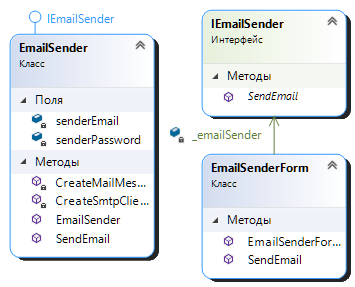 IEmailSender
EmailSender
Класс
Поля
senderEmail
senderPassword
Методы
CreateMailMes...
CreateSmtpClie...
EmailSender
SendEmail
IEmailSender
Интерфейс
Методы
SendEmail
_emailSender
EmailSenderForm
Класс
Методы
EmailSenderFor...
SendEmail